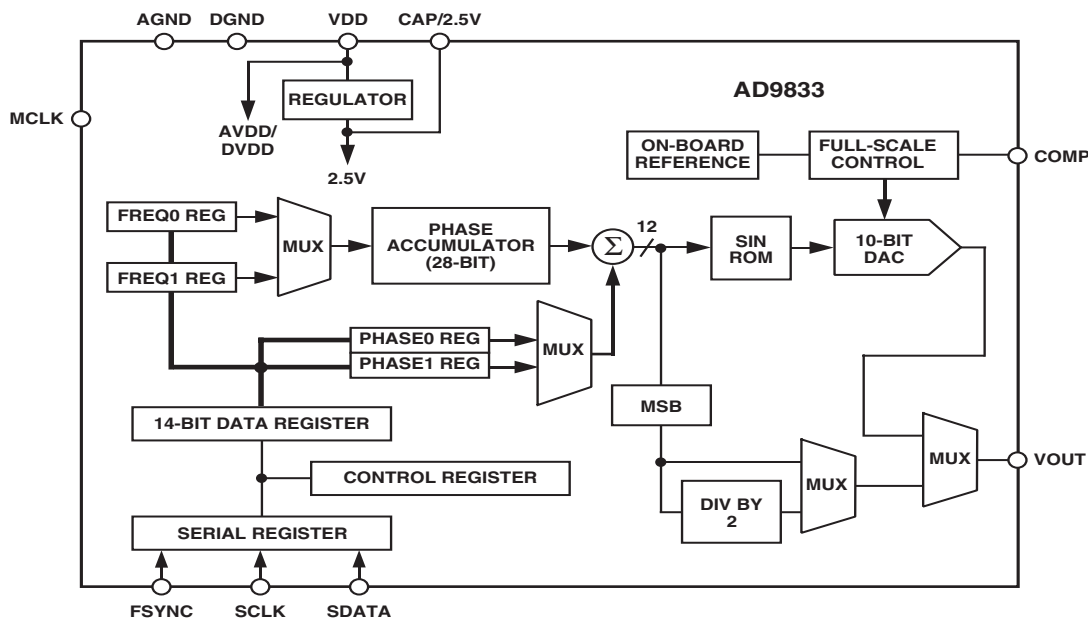 AGND DGND VDD CAP/2.5V
AD9833
REGULATOR
MCLK
AVDD/
DVDD
2.5V
ON-BOARD
REFERENCE
FULL-SCALE
CONTROL
COMP
FREQ0 REG
FREQ1 REG
MUX
PHASE
ACCUMULATOR
(28-BIT)
Σ
12
SIN
ROM
10-BIT
DAC
PHASE0 REG
PHASE1 REG
MUX
MSB
14-BIT DATA REGISTER
CONTROL REGISTER
SERIAL REGISTER
DIV BY
2
MUX
MUX
VOUT
FSYNC SCLK SDATA